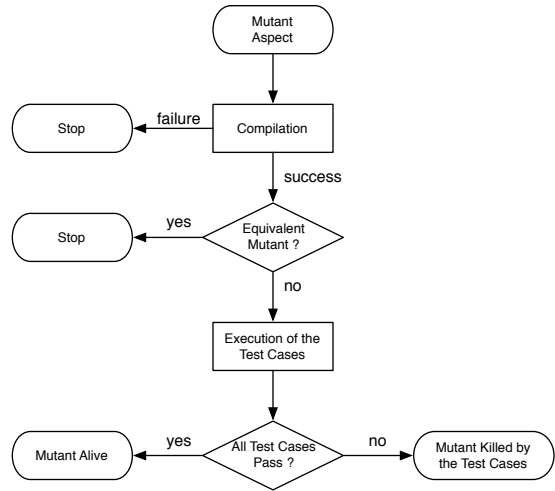 Mutant
Aspect
Stop
failure
Compilation
success
Stop
yes
Equivalent
Mutant ?
no
Execution of the
Test Cases
Mutant Alive
yes
All Test Cases
Pass ?
no
Mutant Killed by
the Test Cases